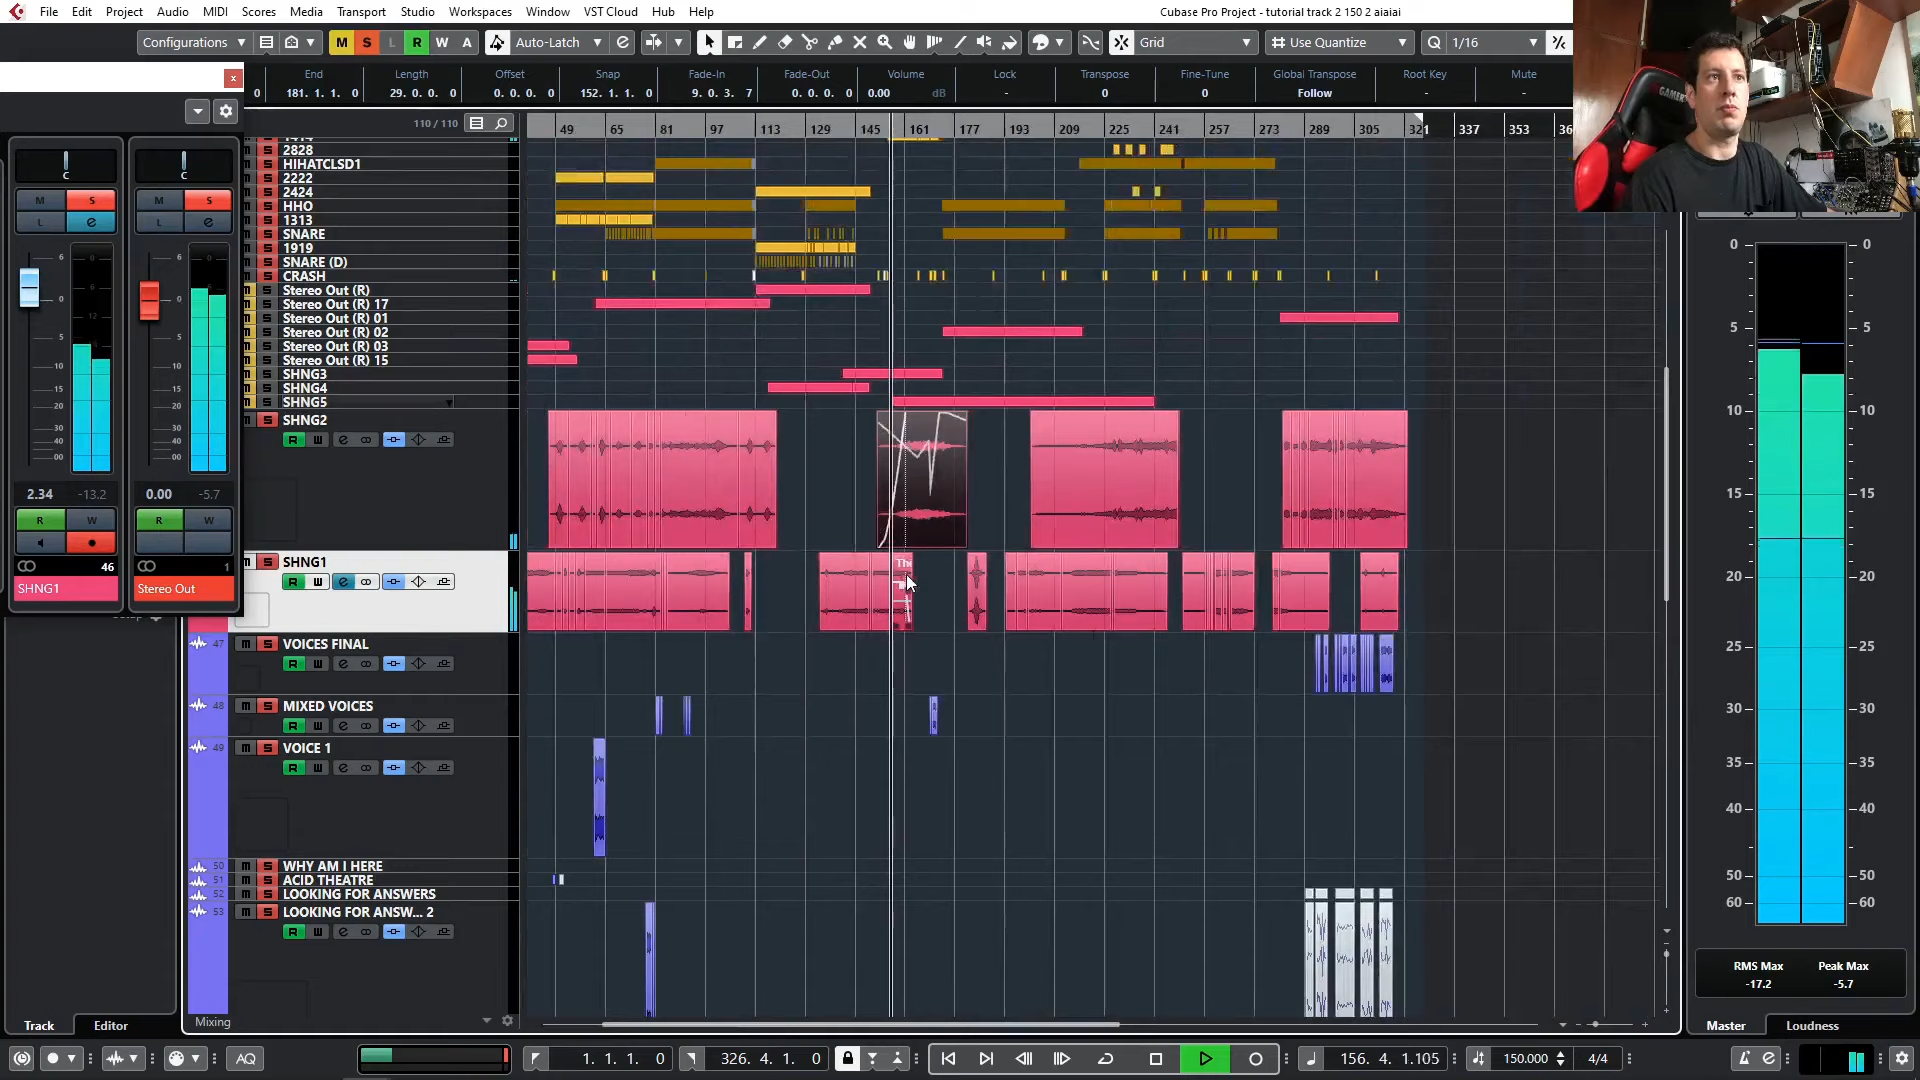 File Edit Project Audio MIDI Scores Media Transport Studio Workspaces Window VST Cloud Hub Help
Cubase Pro Project - tutorial track 2 150 2 aiaiai
Configurations M S L R W A Auto-Latch Grid Use Quantize Q 1/16
End Length Offset Snap Fade-In Fade-Out Volume Lock Transpose Fine-Tune Global Transpose Root Key Mute
0 181. 1. 1. 0 29. 0. 0. 0 0. 0. 0. 0 152. 1. 1. 0 9. 0. 3. 7 0. 0. 0. 0 0.00 dB - 0 0 Follow - -
110 / 110
49 65 81 97 113 129 145 161 177 193 209 225 241 257 273 289 305 321 337 353
2828
HIHATCLSD1
2222
2424
HHO
1313
SNARE
1919
SNARE (D)
CRASH
Stereo Out (R)
Stereo Out (R) 17
Stereo Out (R) 01
Stereo Out (R) 02
Stereo Out (R) 03
Stereo Out (R) 15
SHNG3
SHNG4
SHNG5
SHNG2
SHNG1
47 VOICES FINAL
48 MIXED VOICES
49 VOICE 1
50 WHY AM I HERE
51 ACID THEATRE
52 LOOKING FOR ANSWERS
53 LOOKING FOR ANSW... 2
C C
M S M S
L e L e
2.34 -13.2 0.00 -5.7
R W R W
46 1
SHNG1 Stereo Out
Track Editor Mixing
0 5 10 15 20 25 30 35 40 50 60
RMS Max Peak Max
-17.2 -5.7
Master Loudness
AQ 1. 1. 1. 0 326. 4. 1. 0 156. 4. 1.105 150.000 4/4